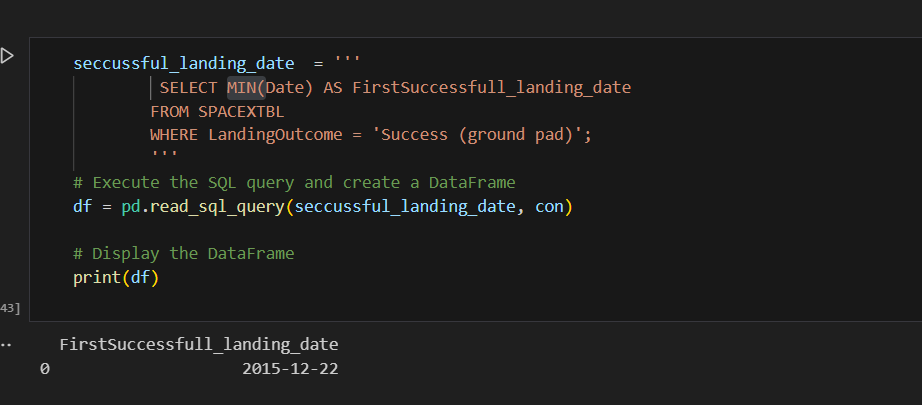 seccussful_landing_date  = '''
SELECT MIN(Date) AS FirstSuccessfull_landing_date
FROM SPACEXTBL
WHERE LandingOutcome = 'Success (ground pad)';
'''
# Execute the SQL query and create a DataFrame
df = pd.read_sql_query(seccussful_landing_date, con)
# Display the DataFrame
print(df)
43]
FirstSuccessfull_landing_date
0 2015-12-22